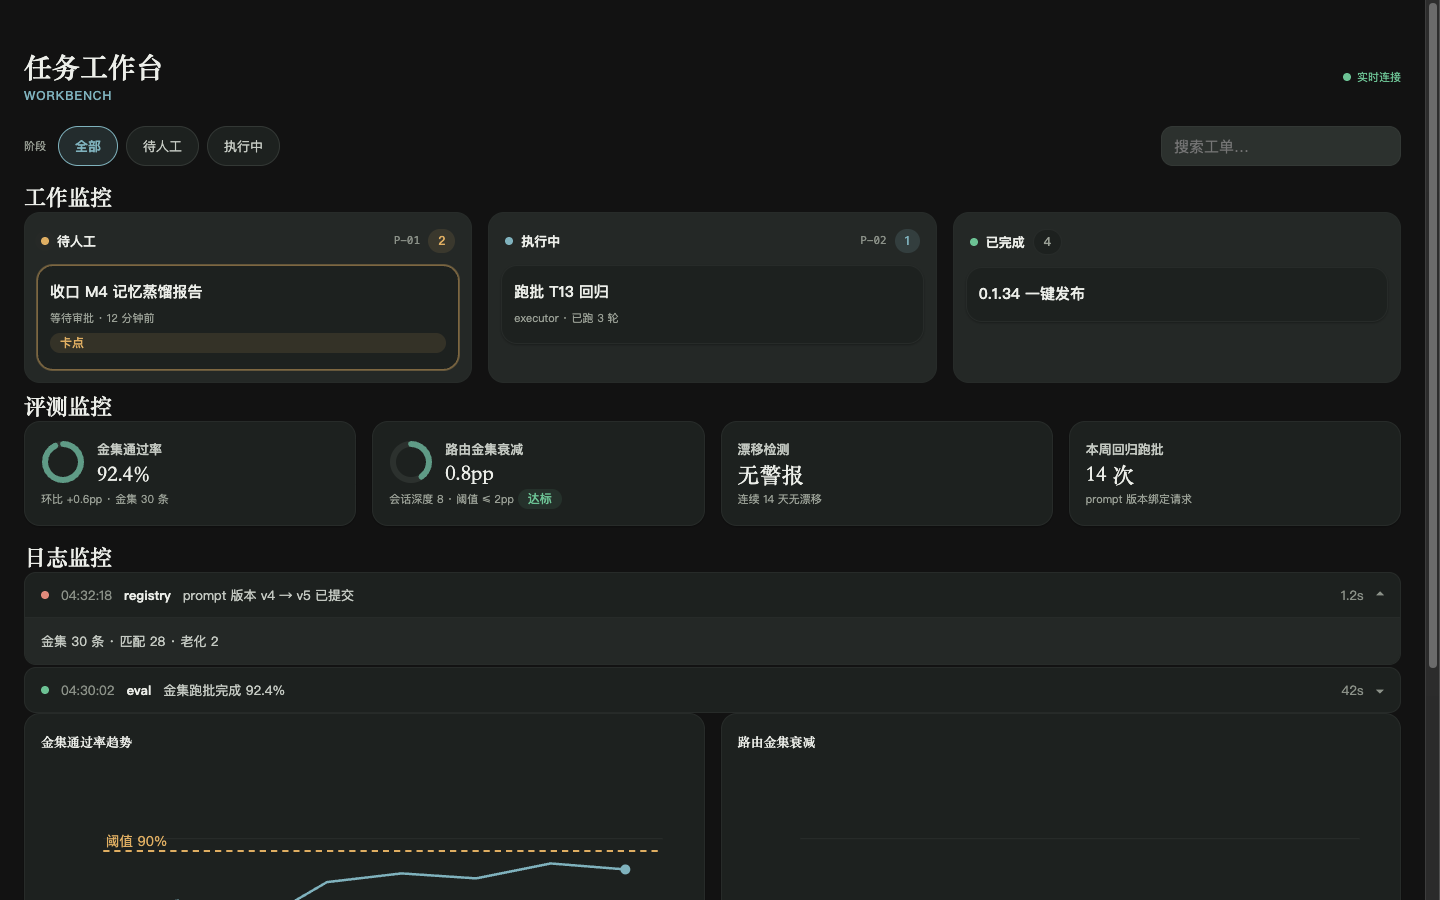 任务工作台
WORKBENCH
实时连接
阶段 全部 待人工 执行中
搜索工单…
工作监控
待人工 P-01 2
收口 M4 记忆蒸馏报告
等待审批 · 12 分钟前
卡点
执行中 P-02 1
跑批 T13 回归
executor · 已跑 3 轮
已完成 4
0.1.34 一键发布
评测监控
金集通过率
92.4%
环比 +0.6pp · 金集 30 条
路由金集衰减
0.8pp
会话深度 8 · 阈值 ≤ 2pp 达标
漂移检测
无警报
连续 14 天无漂移
本周回归跑批
14 次
prompt 版本绑定请求
日志监控
04:32:18 registry prompt 版本 v4 → v5 已提交 1.2s
金集 30 条 · 匹配 28 · 老化 2
04:30:02 eval 金集跑批完成 92.4% 42s
金集通过率趋势
阈值 90%
路由金集衰减